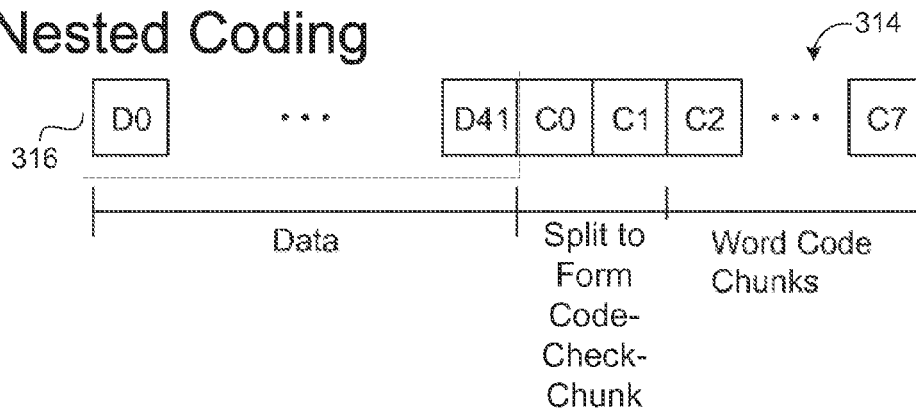 Nested Coding
314
316
D0 ... D41 C0 C1 C2 ... C7
Data
Split to
Form
Code-
Check-
Chunk
Word Code
Chunks